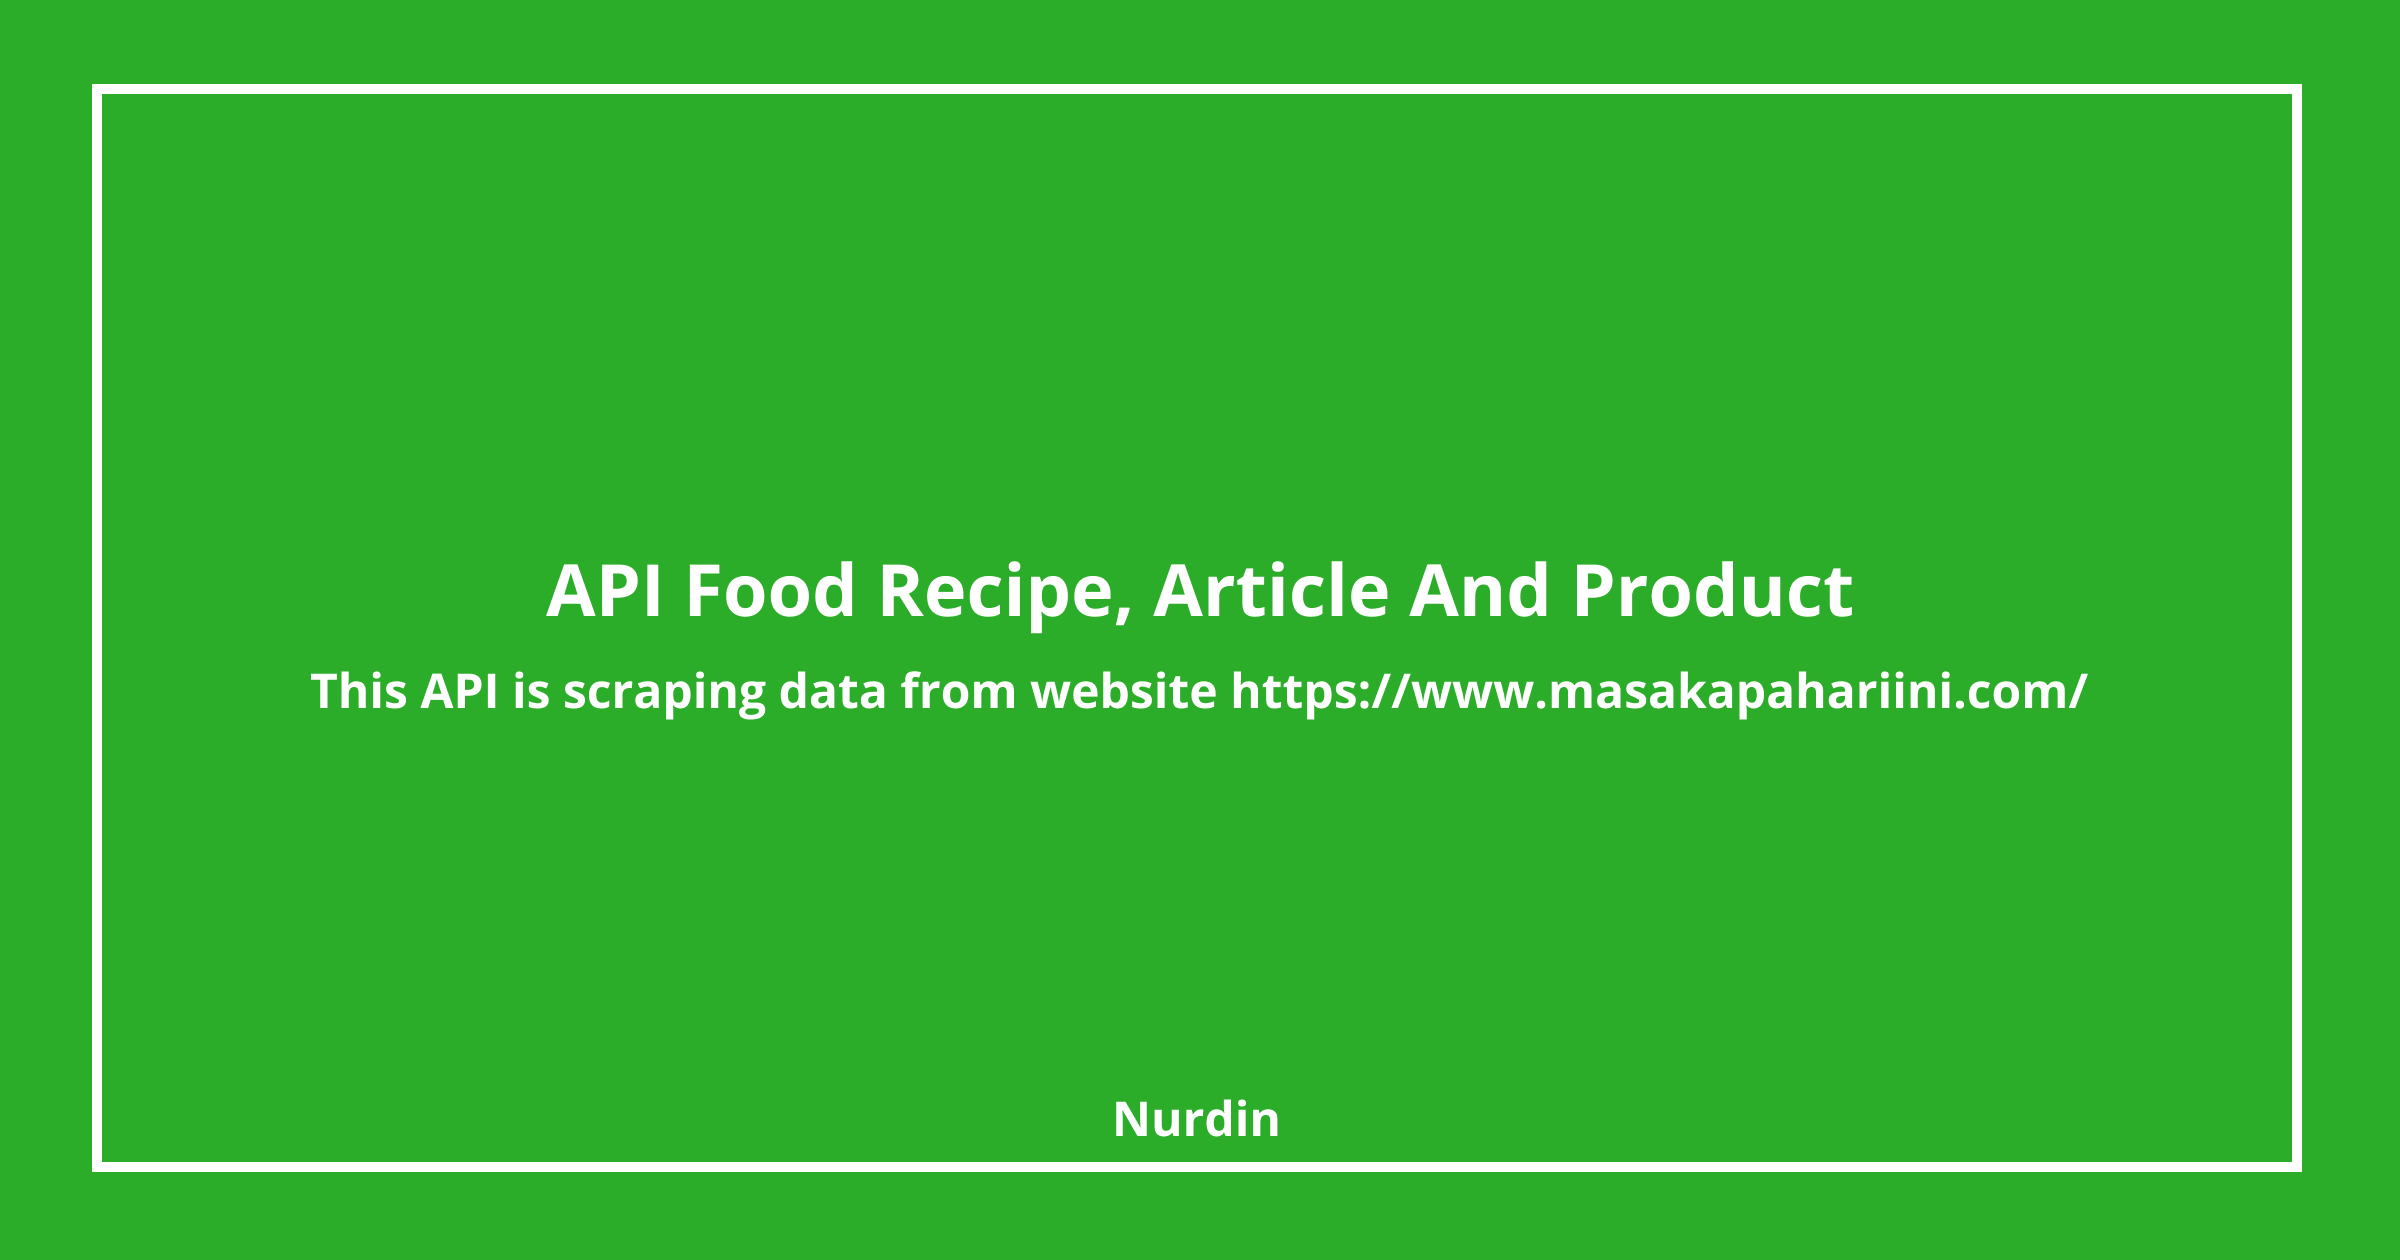 API Food Recipe, Article And Product
This API is scraping data from website https://www.masakapahariini.com/
Nurdin